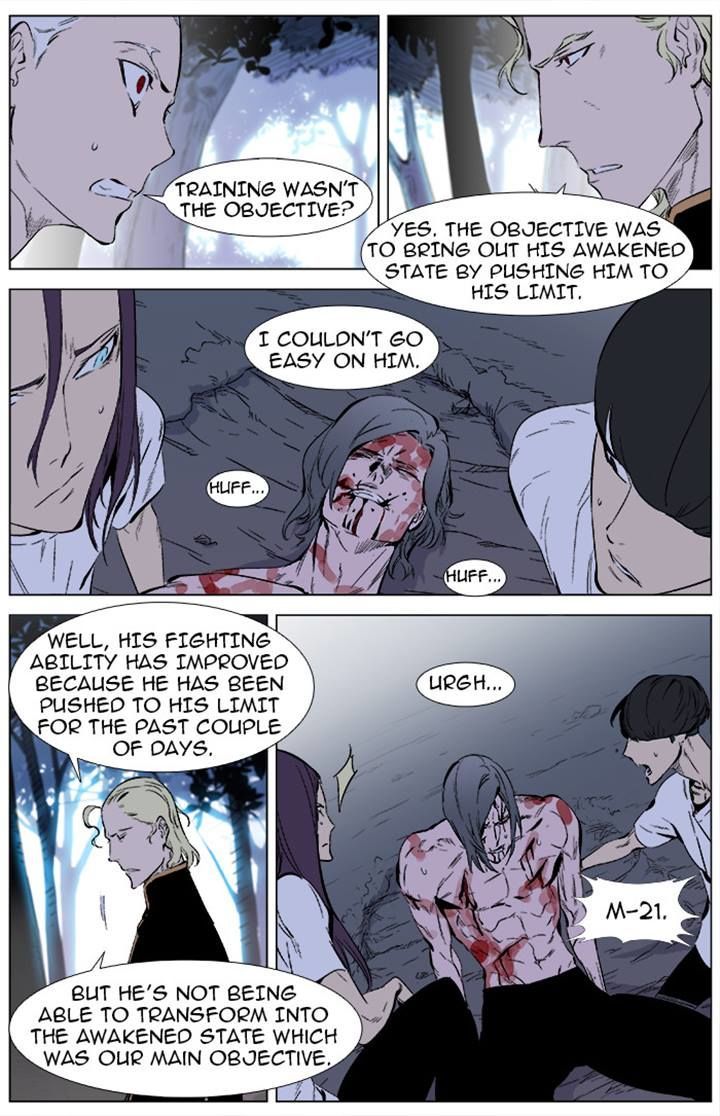 TRAINING WASN'T
THE OBJECTIVE?
YES. THE OBJECTIVE WAS
TO BRING OUT HIS AWAKENED
STATE BY PUSHING HIM TO
HIS LIMIT.
I COULDN'T GO
EASY ON HIM.
HUFF...
HUFF...
WELL, HIS FIGHTING
ABILITY HAS IMPROVED
BECAUSE HE HAS BEEN
PUSHED TO HIS LIMIT
FOR THE PAST COUPLE
OF DAYS.
URGH...
M-21.
BUT HE'S NOT BEING
ABLE TO TRANSFORM INTO
THE AWAKENED STATE WHICH
WAS OUR MAIN OBJECTIVE.